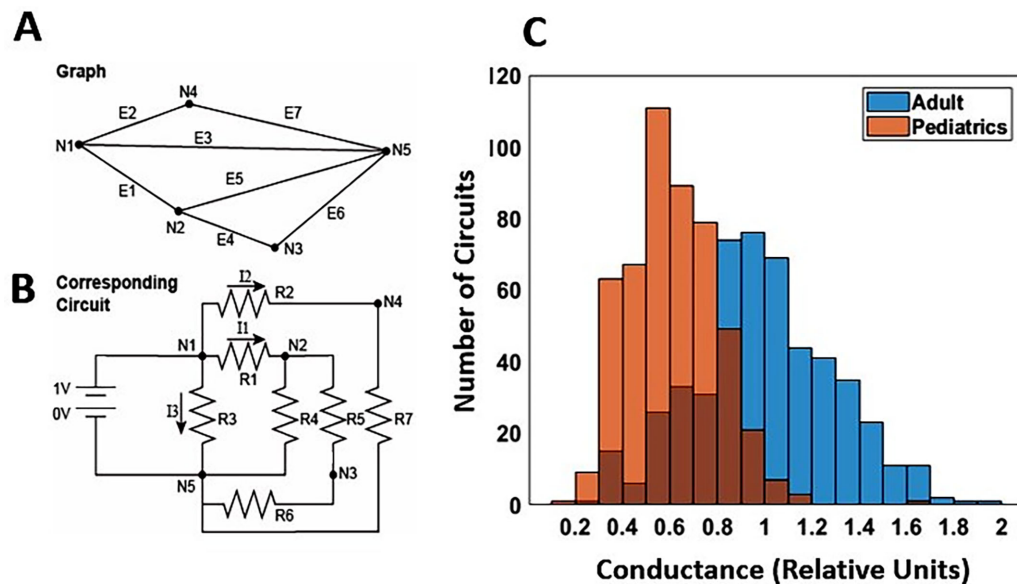 A
Graph
N4
E2
E7
N1
E3
N5
E5
E1
E6
N2
E4
N3
B
Corresponding
Circuit
I2
R2
N4
N1
I1
N2
R1
1V
0V
I3
R3
R4
R5
R7
N5
N3
R6
C
Adult
Pediatrics
Number of Circuits
120
100
80
60
40
20
0
0.2 0.4 0.6 0.8 1 1.2 1.4 1.6 1.8 2
Conductance (Relative Units)